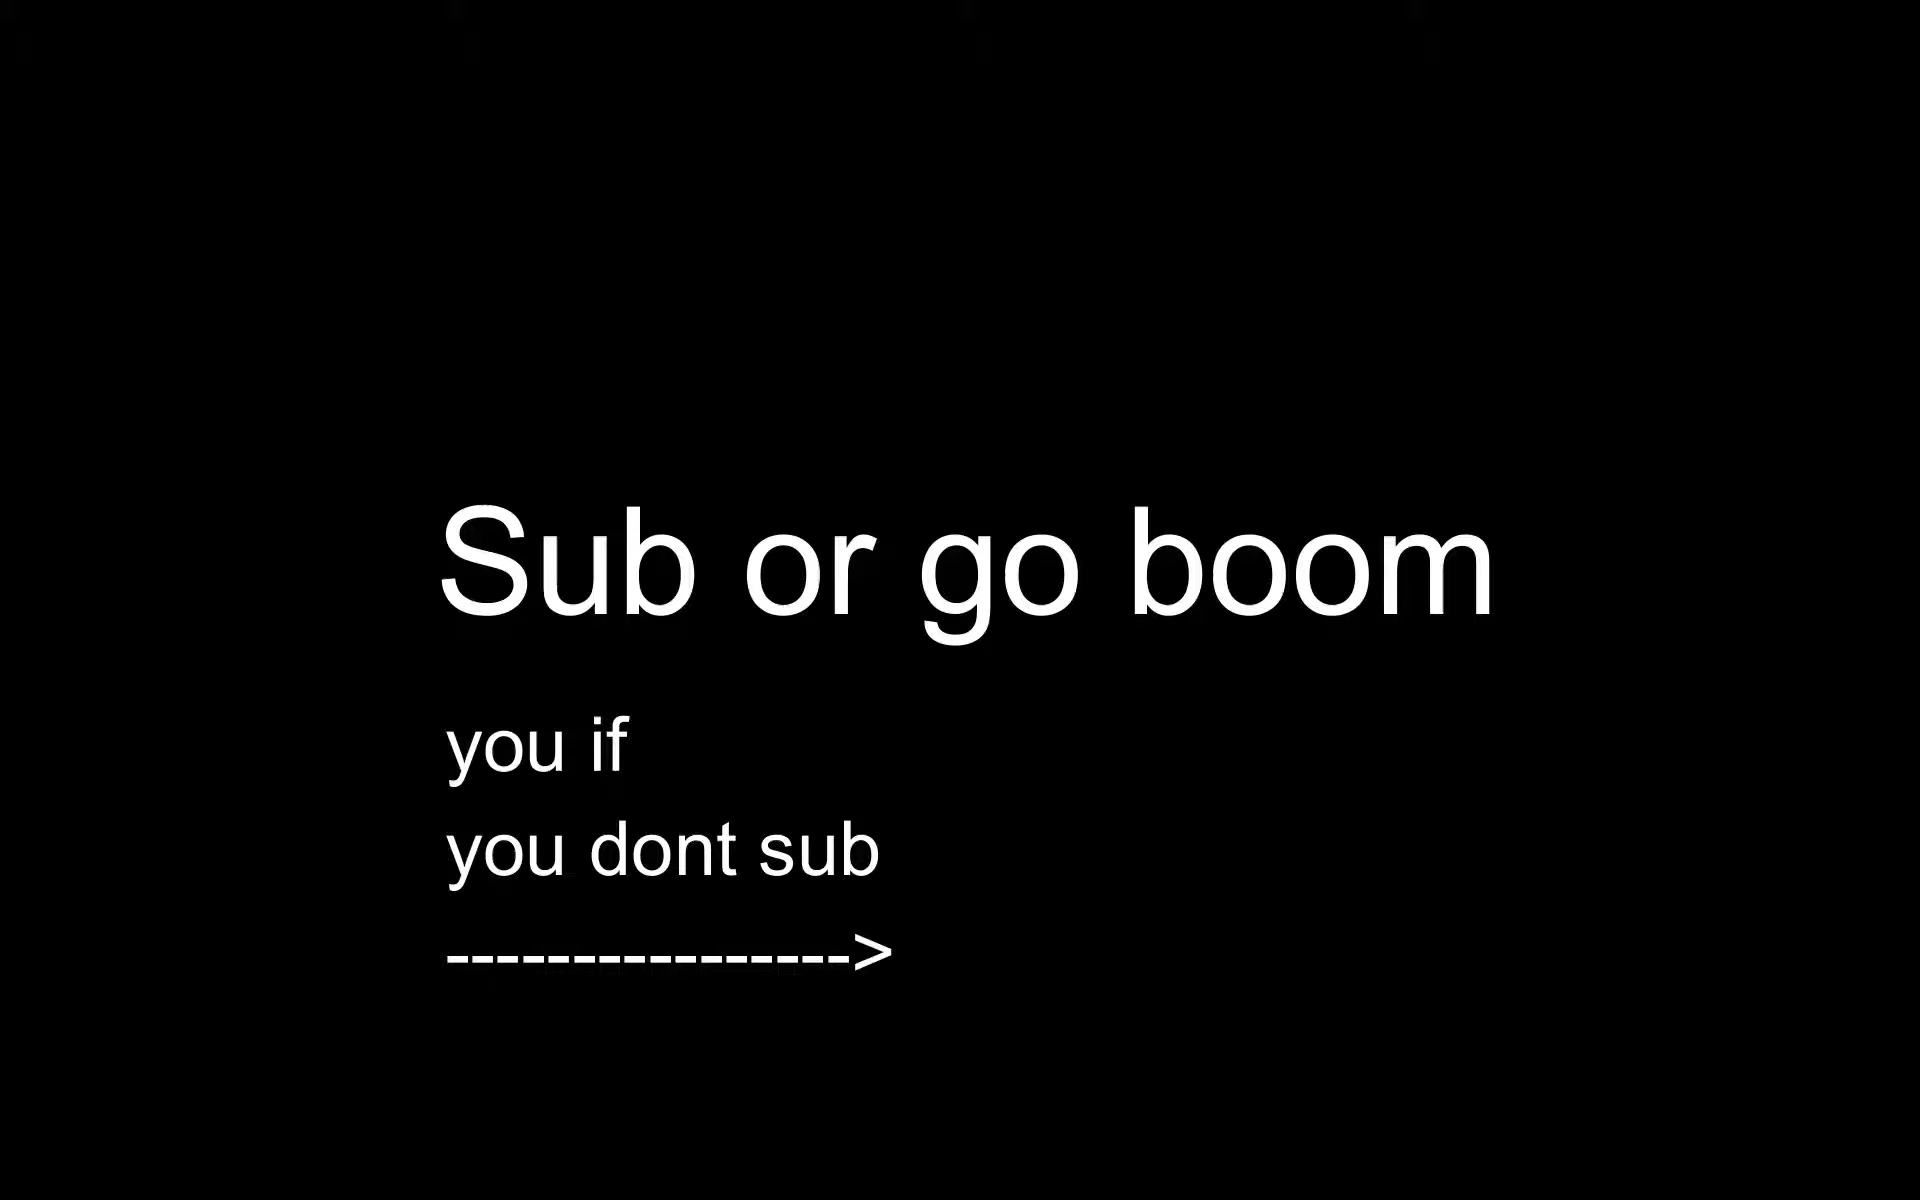 Sub or go boom
you if
you dont sub
---------------->